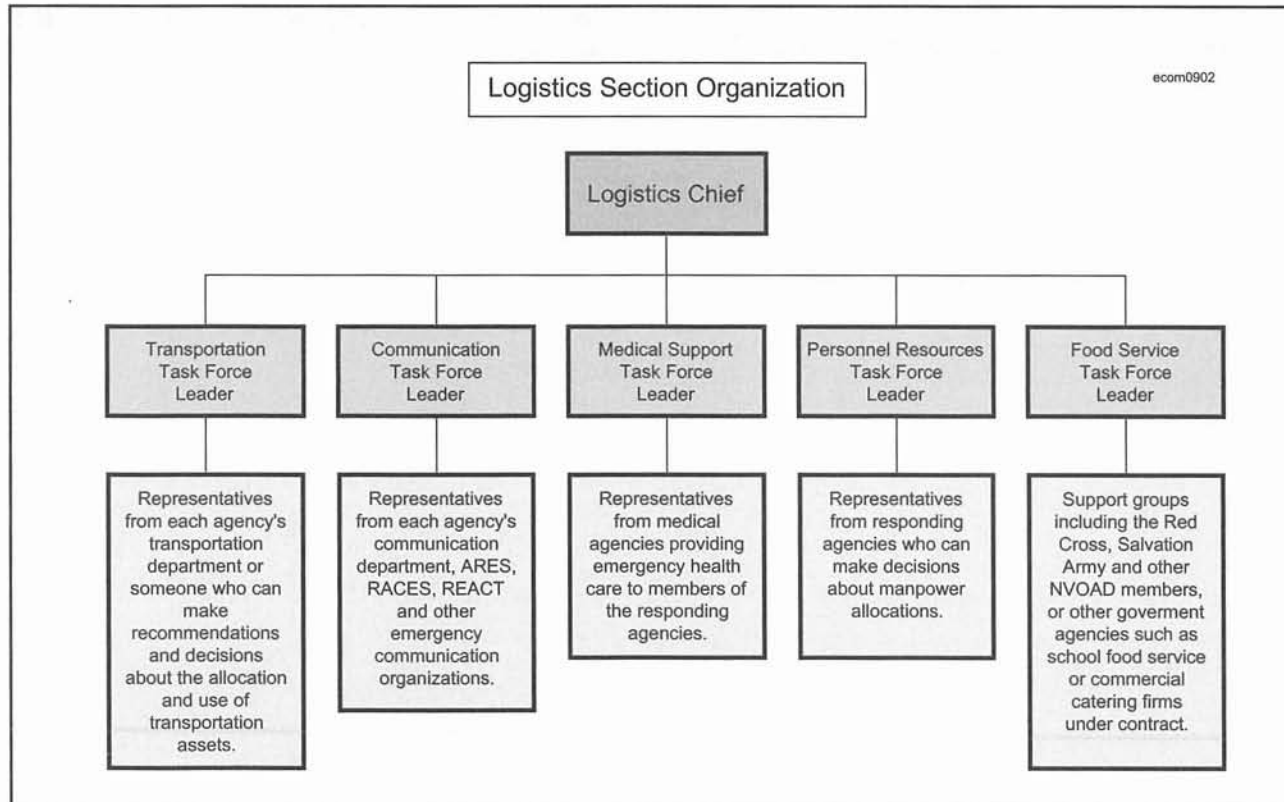 ecom0902
Logistics Section Organization
Logistics Chief
Transportation
Task Force
Leader
Communication
Task Force
Leader
Medical Support
Task Force
Leader
Personnel Resources
Task Force
Leader
Food Service
Task Force
Leader
Representatives
from each agency's
transportation
department or
someone who can
make
recommendations
and decisions
about the allocation
and use of
transportation
assets.
Representatives
from each agency's
communication
department, ARES,
RACES, REACT
and other
emergency
communication
organizations.
Representatives
from medical
agencies providing
emergency health
care to members of
the responding
agencies.
Representatives
from responding
agencies who can
make decisions
about manpower
allocations.
Support groups
including the Red
Cross, Salvation
Army and other
NVOAD members,
or other goverment
agencies such as
school food service
or commercial
catering firms
under contract.